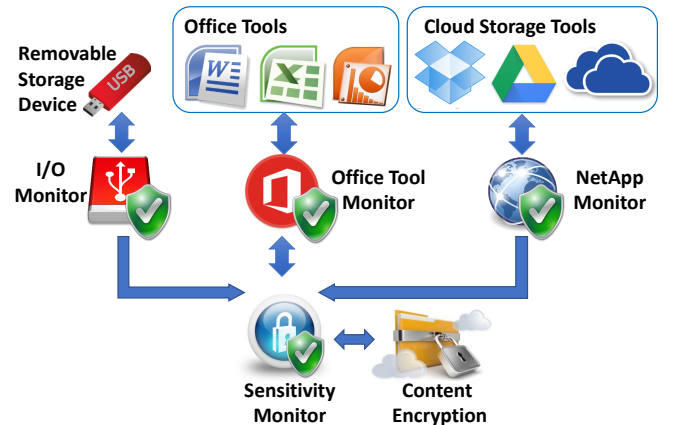 Office Tools
Cloud Storage Tools
Removable
Storage
Device
USB
W
X
I/O
Monitor
Office Tool
Monitor
NetApp
Monitor
Sensitivity
Monitor
Content
Encryption